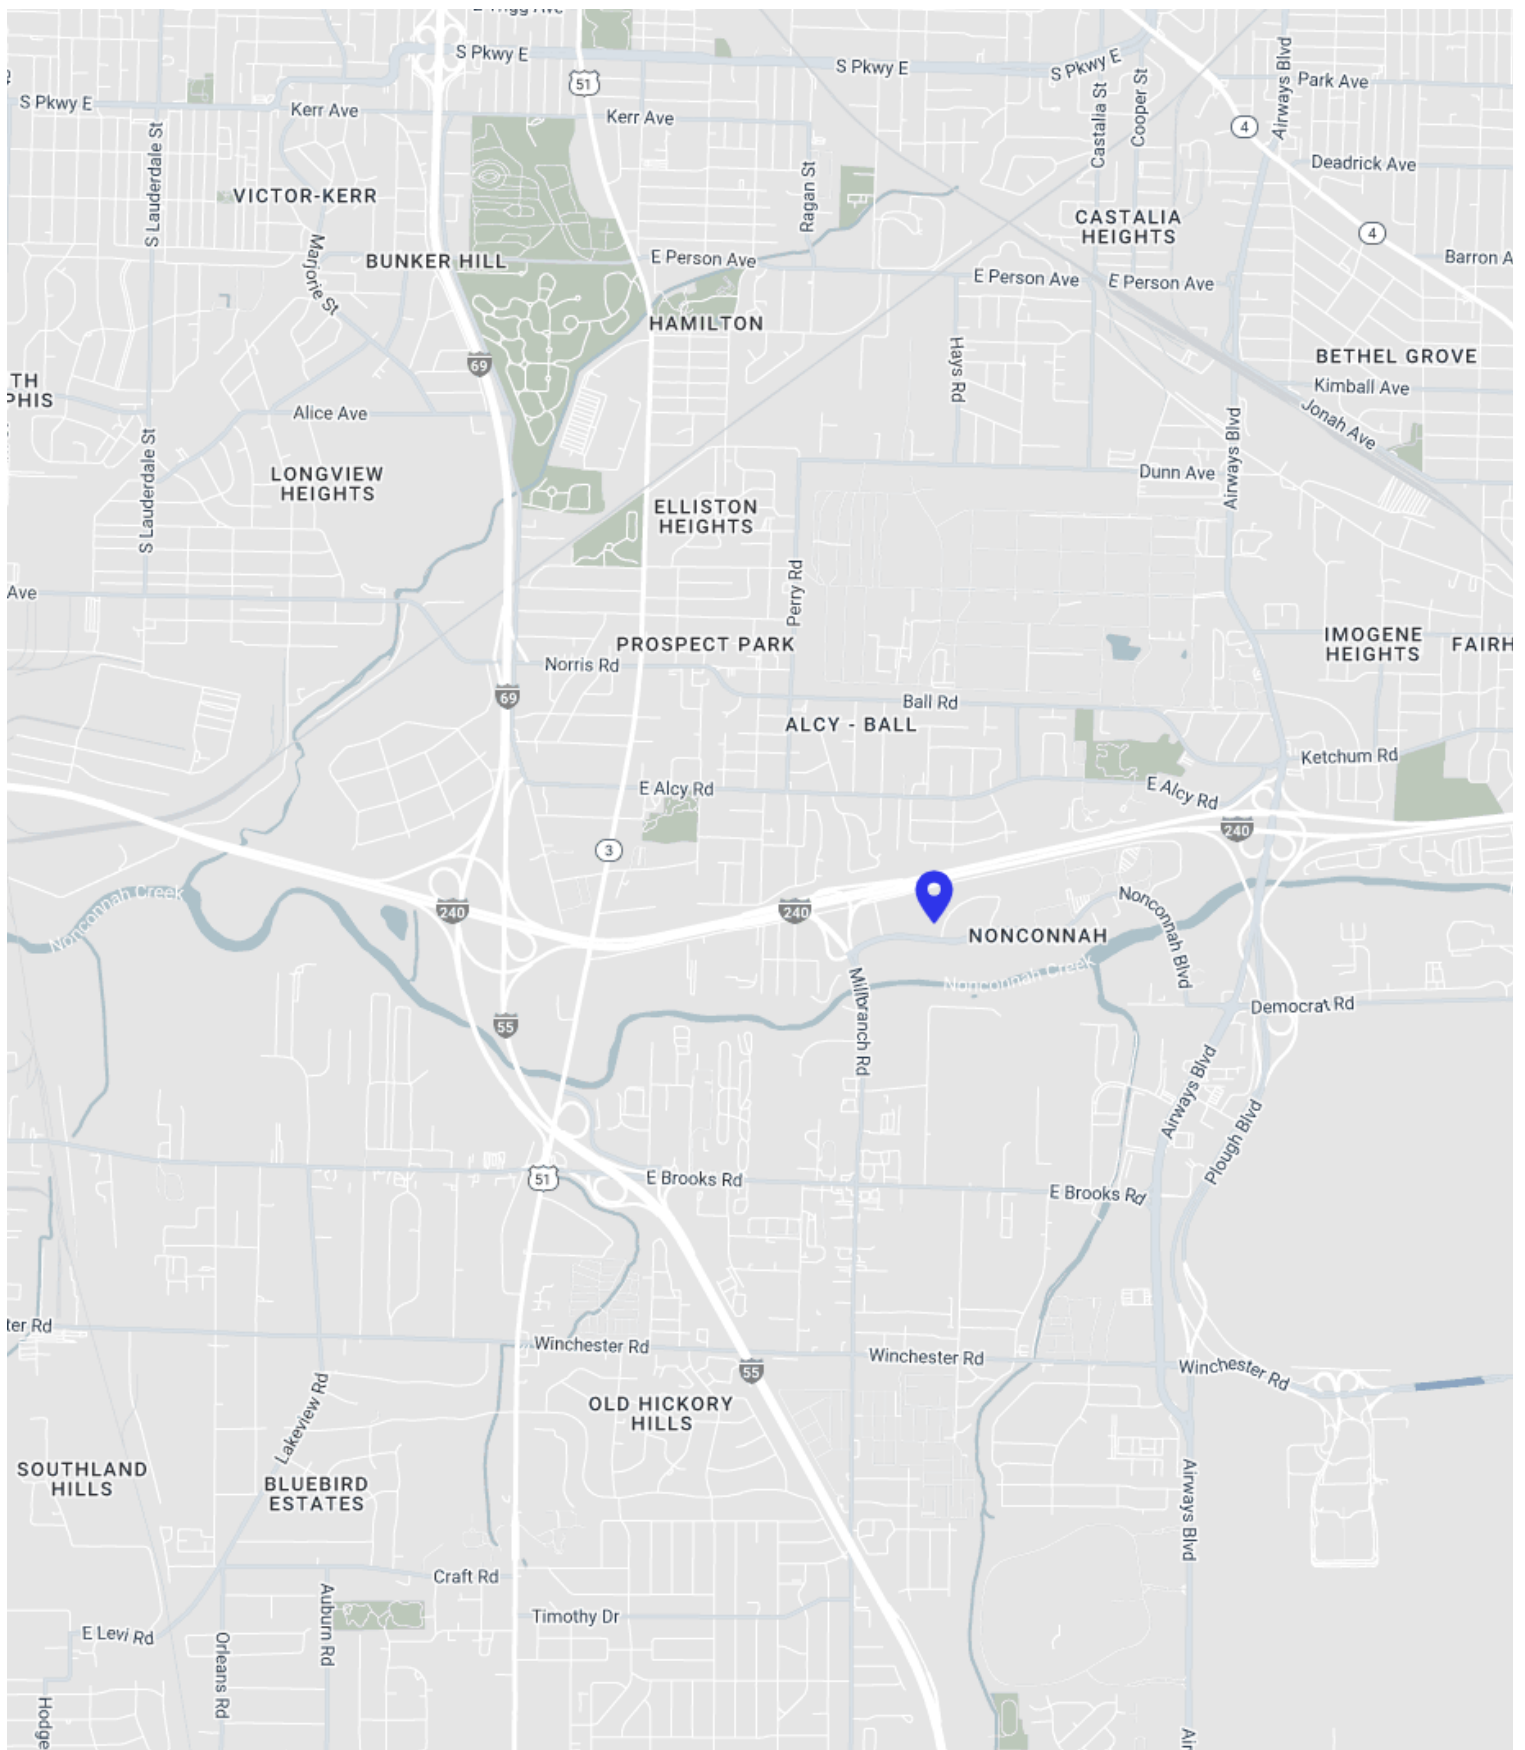 E Trigg Ave
S Pkwy E
S Pkwy E
S Pkwy E
S Pkwy E
51
Kerr Ave
Kerr Ave
Park Ave
Airways Blvd
Castalia St
Cooper St
4
Deadrick Ave
S Lauderdale St
VICTOR-KERR
Ragan St
CASTALIA
HEIGHTS
4
Marjorie St
BUNKER HILL
E Person Ave
E Person Ave
E Person Ave
Barron A
HAMILTON
69
Hays Rd
BETHEL GROVE
TH
PHIS
Kimball Ave
Jonah Ave
Alice Ave
Airways Blvd
S Lauderdale St
LONGVIEW
HEIGHTS
Dunn Ave
ELLISTON
HEIGHTS
Ave
Perry Rd
PROSPECT PARK
IMOGENE
HEIGHTS
FAIRH
Norris Rd
69
Ball Rd
ALCY - BALL
Ketchum Rd
E Alcy Rd
E Alcy Rd
240
3
240
240
Nonconnah Creek
Nonconnah Blvd
NONCONNAH
Nonconnah Creek
Millbranch Rd
55
Democrat Rd
Airways Blvd
Plough Blvd
51
E Brooks Rd
E Brooks Rd
ter Rd
Winchester Rd
Winchester Rd
Winchester Rd
55
Lakeview Rd
OLD HICKORY
HILLS
SOUTHLAND
HILLS
BLUEBIRD
ESTATES
Airways Blvd
Craft Rd
Auburn Rd
Timothy Dr
E Levi Rd
Orleans Rd
Hodge
Air